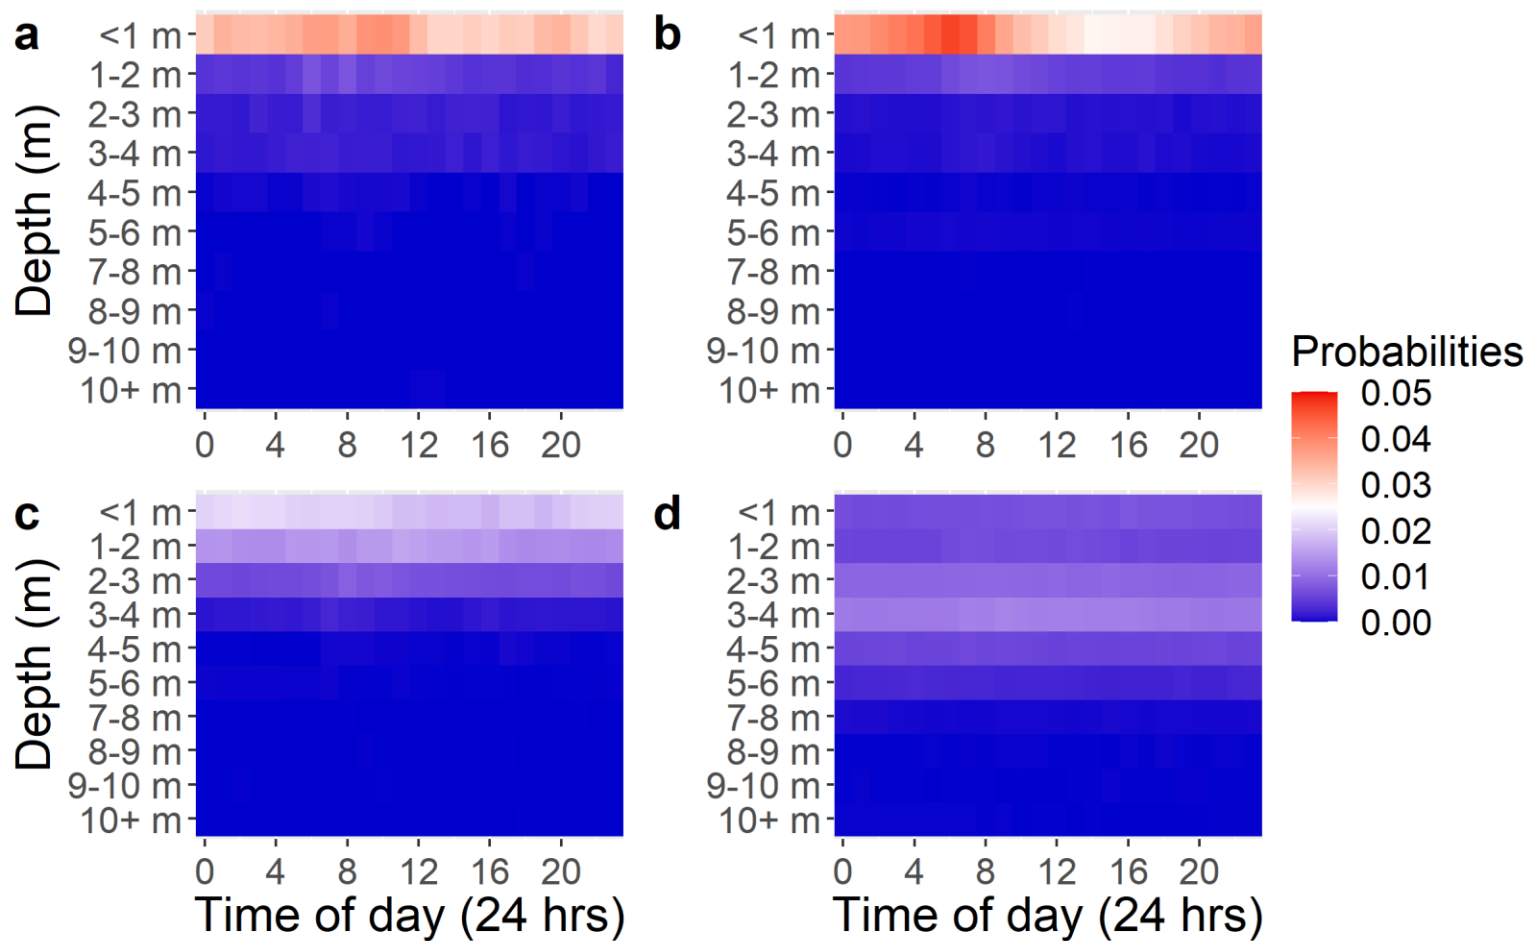 a
<1 m
1-2 m
2-3 m
3-4 m
4-5 m
5-6 m
7-8 m
8-9 m
9-10 m
10+ m
Depth (m)
0 4 8 12 16 20
b
<1 m
1-2 m
2-3 m
3-4 m
4-5 m
5-6 m
7-8 m
8-9 m
9-10 m
10+ m
0 4 8 12 16 20
c
<1 m
1-2 m
2-3 m
3-4 m
4-5 m
5-6 m
7-8 m
8-9 m
9-10 m
10+ m
Depth (m)
0 4 8 12 16 20
Time of day (24 hrs)
d
<1 m
1-2 m
2-3 m
3-4 m
4-5 m
5-6 m
7-8 m
8-9 m
9-10 m
10+ m
0 4 8 12 16 20
Time of day (24 hrs)
Probabilities
0.05
0.04
0.03
0.02
0.01
0.00